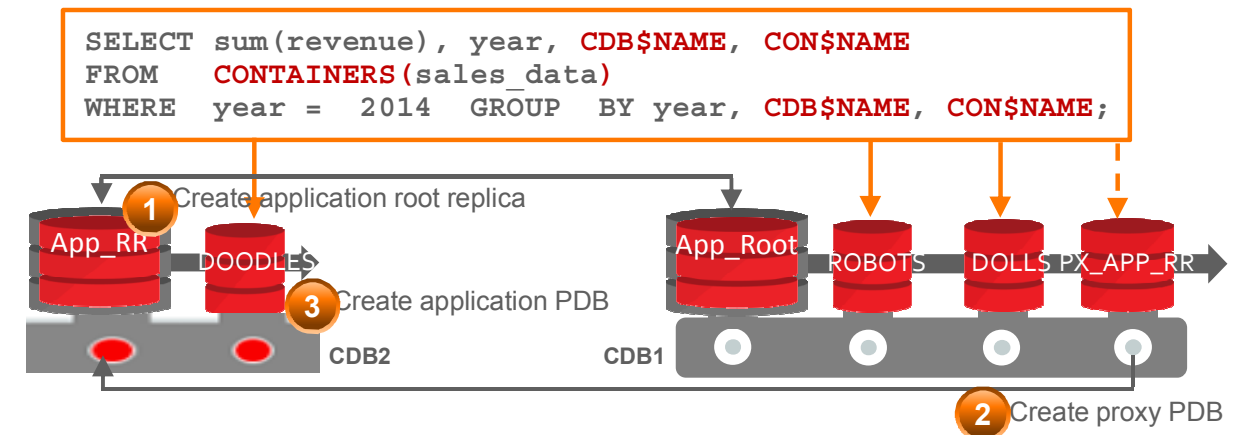 SELECT sum(revenue), year, CDB$NAME, CON$NAME
FROM CONTAINERS(sales_data)
WHERE year = 2014 GROUP BY year, CDB$NAME, CON$NAME;
1 Create application root replica
App_RR
DOODLES
App_Root
ROBOTS
DOLLS
PX_APP_RR
3 Create application PDB
CDB2
CDB1
2 Create proxy PDB